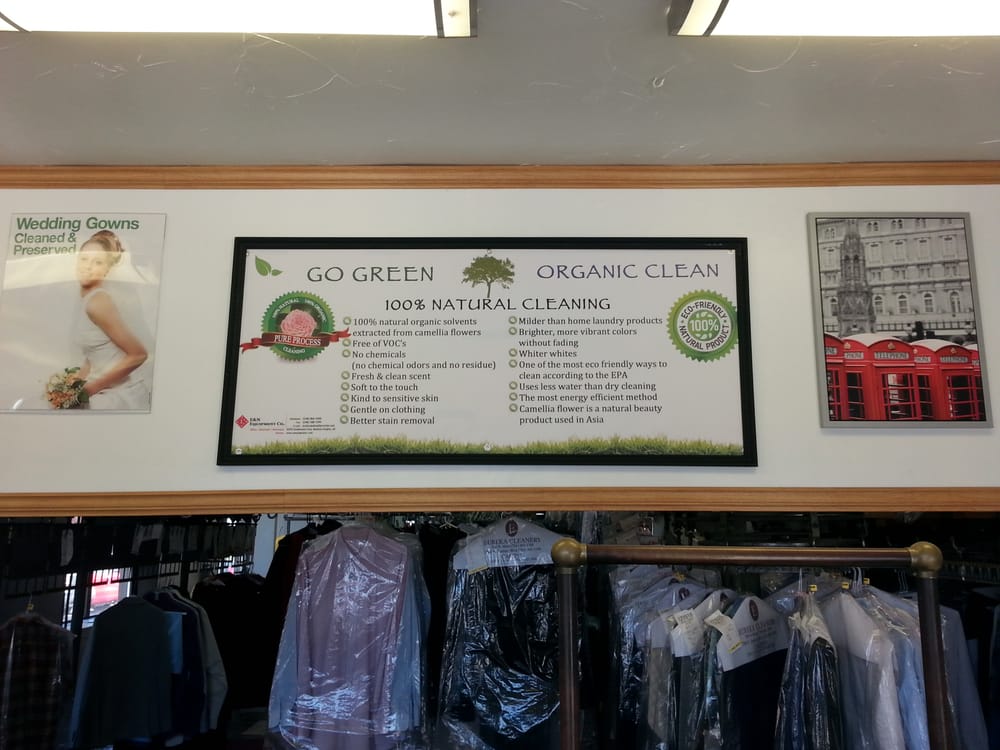 Wedding Gowns
Cleaned &
Preserved
GO GREEN
ORGANIC CLEAN
100% NATURAL CLEANING
100% natural organic solvents
extracted from camellia flowers
Free of VOC's
No chemicals
(no chemical odors and no residue)
Fresh & clean scent
Soft to the touch
Kind to sensitive skin
Gentle on clothing
Better stain removal
Milder than home laundry products
Brighter, more vibrant colors
without fading
Whiter whites
One of the most eco friendly ways to
clean according to the EPA
Uses less water than dry cleaning
The most energy efficient method
Camellia flower is a natural beauty
product used in Asia
PURE PROCESS
CLEANING
ECO-FRIENDLY
100%
NATURAL PRODUCT
EQUIPMENT CO.
TELEPHONE
TELEPHONE
CLEANERS